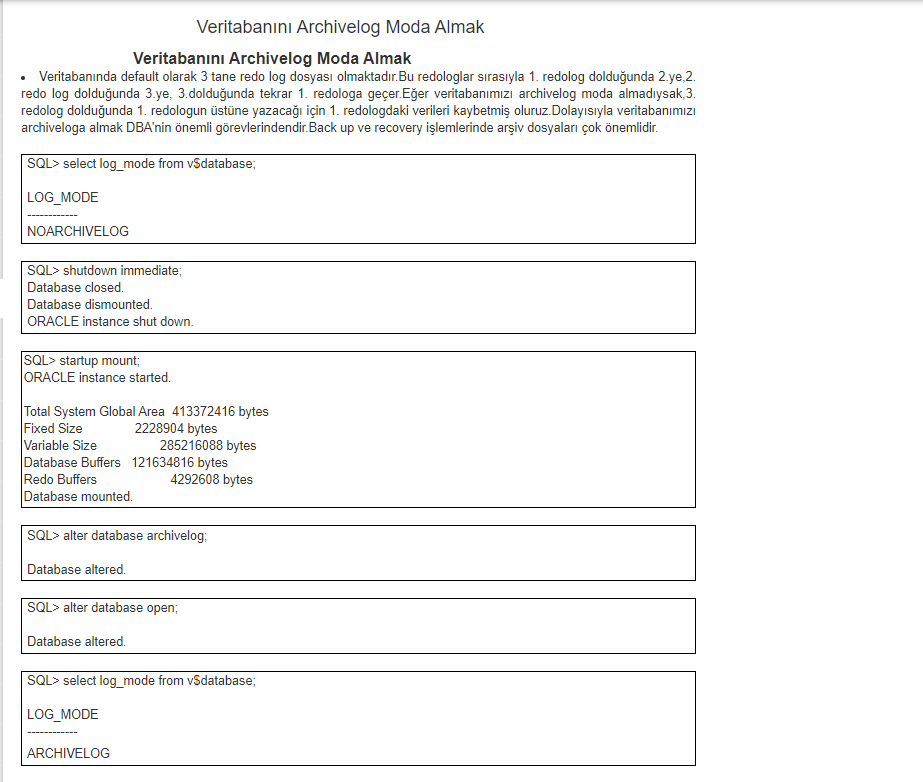 Veritabanını Archivelog Moda Almak
Veritabanını Archivelog Moda Almak
• Veritabanında default olarak 3 tane redo log dosyası olmaktadır.Bu redologlar sırasıyla 1. redolog dolduğunda 2.ye,2.
redo log dolduğunda 3.ye, 3.dolduğunda tekrar 1. redologa geçer.Eğer veritabanımızı archivelog moda almadıysak,3.
redolog dolduğunda 1. redologun üstüne yazacağı için 1. redologdaki verileri kaybetmiş oluruz.Dolayısıyla veritabanımızı
archiveloga almak DBA'nin önemli görevlerindendir.Back up ve recovery işlemlerinde arşiv dosyaları çok önemlidir.
SQL> select log_mode from v$database;
LOG_MODE
------------
NOARCHIVELOG
SQL> shutdown immediate;
Database closed.
Database dismounted.
ORACLE instance shut down.
SQL> startup mount;
ORACLE instance started.
Total System Global Area 413372416 bytes
Fixed Size 2228904 bytes
Variable Size 285216088 bytes
Database Buffers 121634816 bytes
Redo Buffers 4292608 bytes
Database mounted.
SQL> alter database archivelog;
Database altered.
SQL> alter database open;
Database altered.
SQL> select log_mode from v$database;
LOG_MODE
------------
ARCHIVELOG